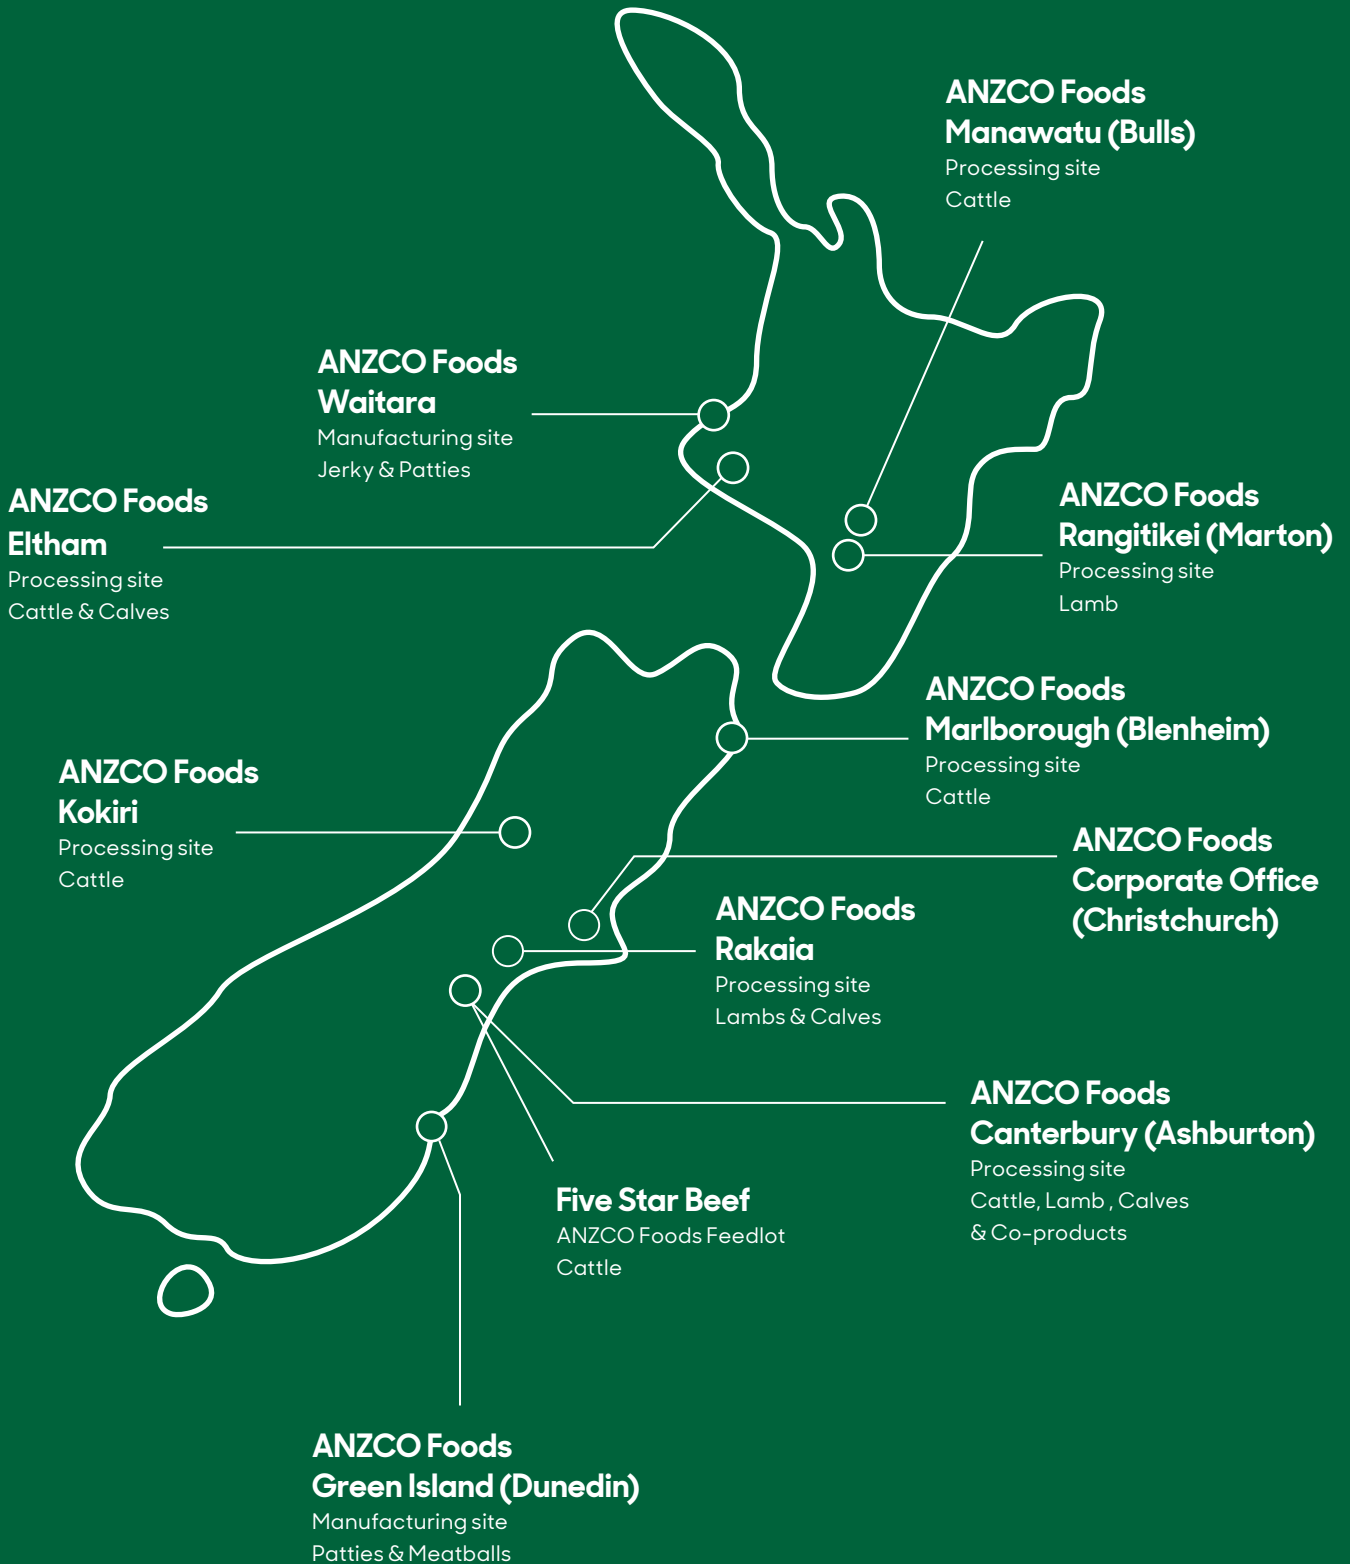 ANZCO Foods
Manawatu (Bulls)
Processing site
Cattle
ANZCO Foods
Waitara
Manufacturing site
Jerky & Patties
ANZCO Foods
Eltham
Processing site
Cattle & Calves
ANZCO Foods
Rangitikei (Marton)
Processing site
Lamb
ANZCO Foods
Marlborough (Blenheim)
Processing site
Cattle
ANZCO Foods
Kokiri
Processing site
Cattle
ANZCO Foods
Corporate Office
(Christchurch)
ANZCO Foods
Rakaia
Processing site
Lambs & Calves
ANZCO Foods
Canterbury (Ashburton)
Processing site
Cattle, Lamb , Calves
& Co-products
Five Star Beef
ANZCO Foods Feedlot
Cattle
ANZCO Foods
Green Island (Dunedin)
Manufacturing site
Patties & Meatballs